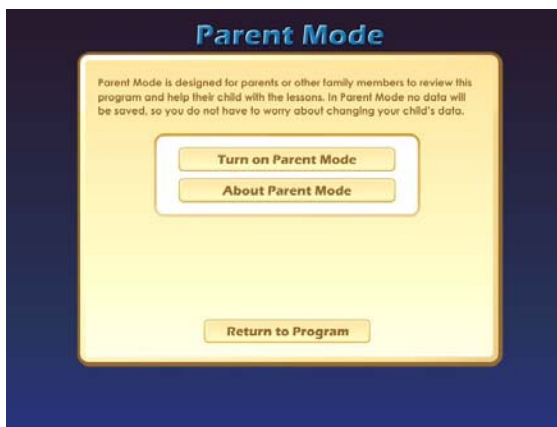 Parent Mode
Parent Mode is designed for parents or other family members to review this
program and help their child with the lessons. In Parent Mode no data will
be saved, so you do not have to worry about changing your child's data.
Turn on Parent Mode
About Parent Mode
Return to Program